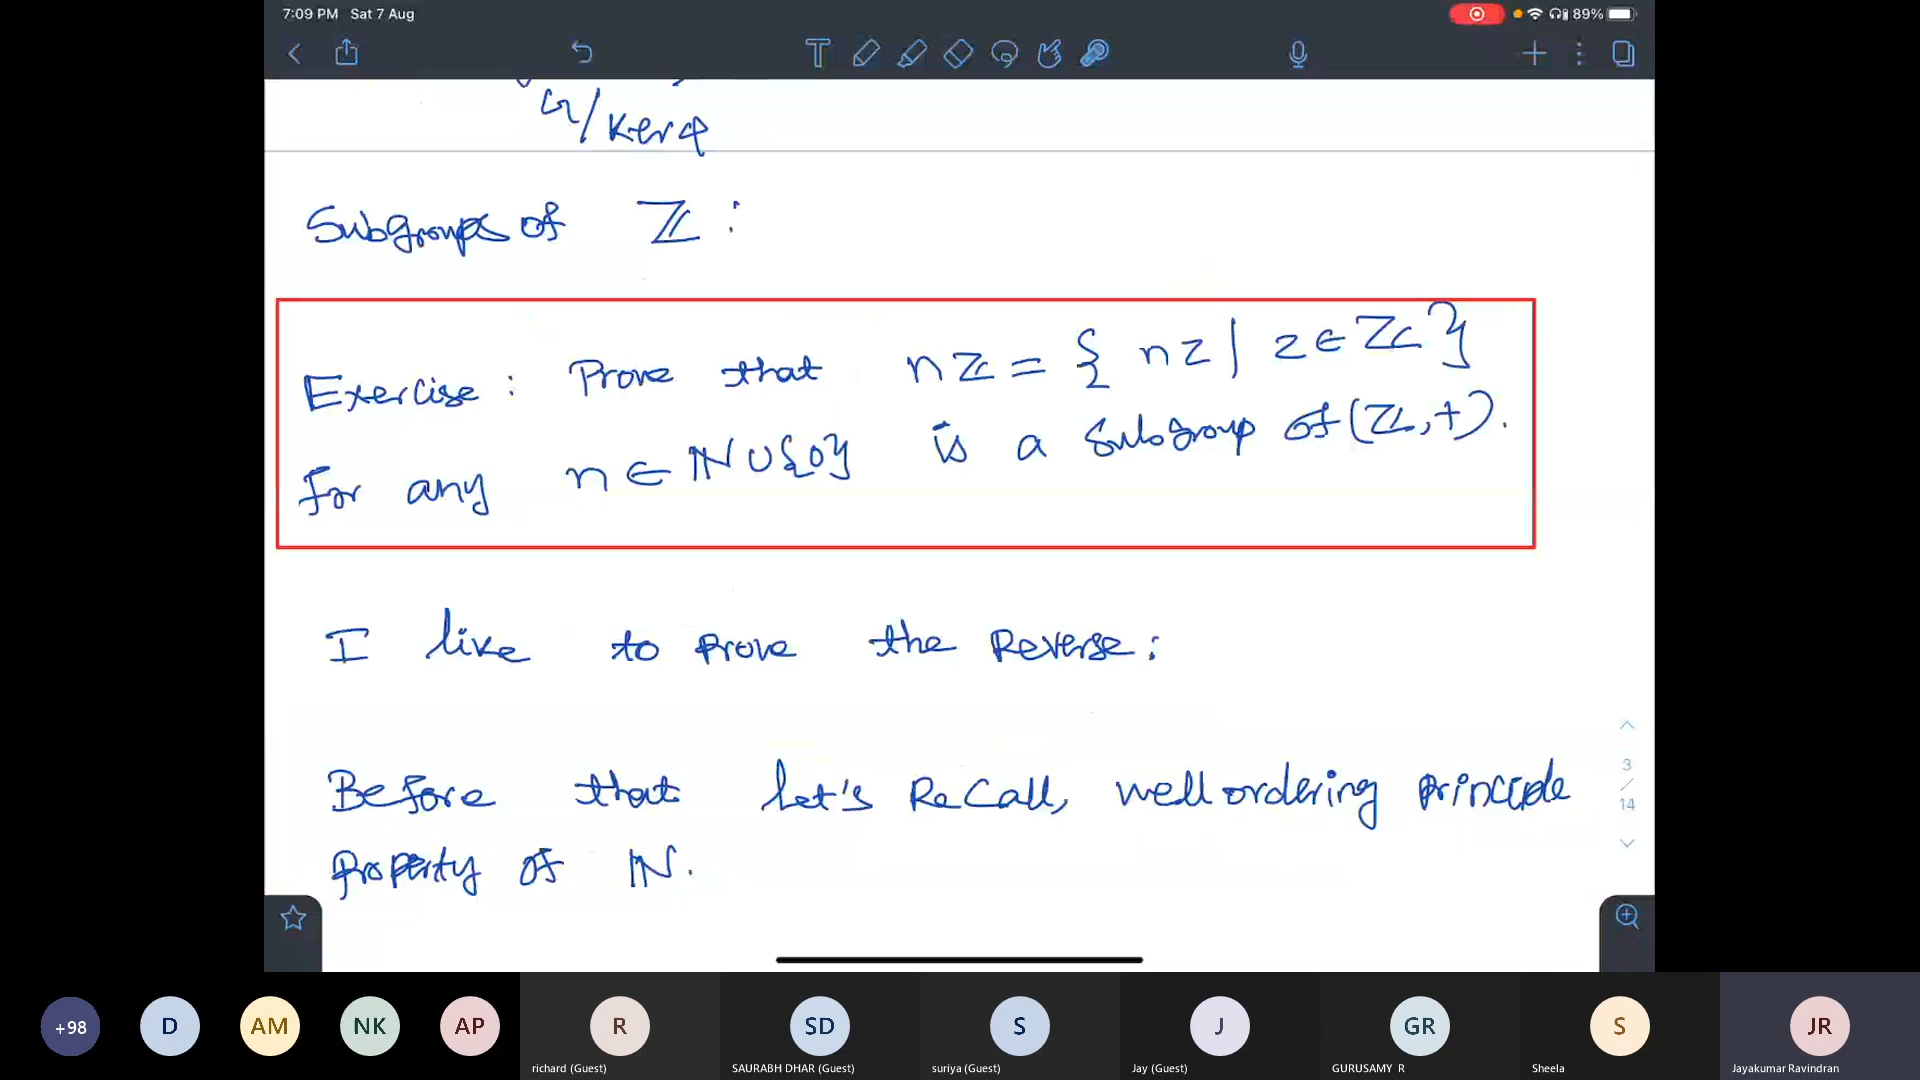 7:09 PM Sat 7 Aug
89%
G/Ker φ
Subgroups of ℤ :
Exercise : Prove that nℤ = { nz | z ∈ ℤ }
for any n ∈ ℕ ∪ {0} is a subgroup of (ℤ, +).
I like to prove the Reverse :
Before that let's ReCall, well ordering principle
property of ℕ.
3
/
14
+98
D
AM
NK
AP
R
SD
S
J
GR
S
JR
richard (Guest)
SAURABH DHAR (Guest)
suriya (Guest)
Jay (Guest)
GURUSAMY R
Sheela
Jayakumar Ravindran